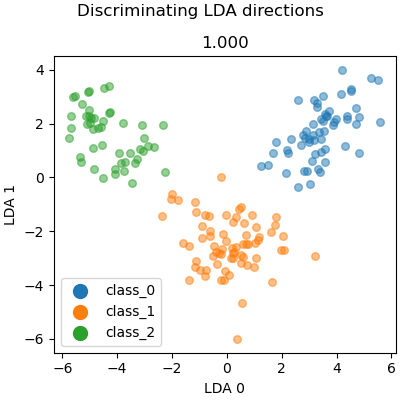 Discriminating LDA directions
1.000
4
2
0
−2
−4
−6
LDA 1
class_0
class_1
class_2
−6 −4 −2 0 2 4 6
LDA 0